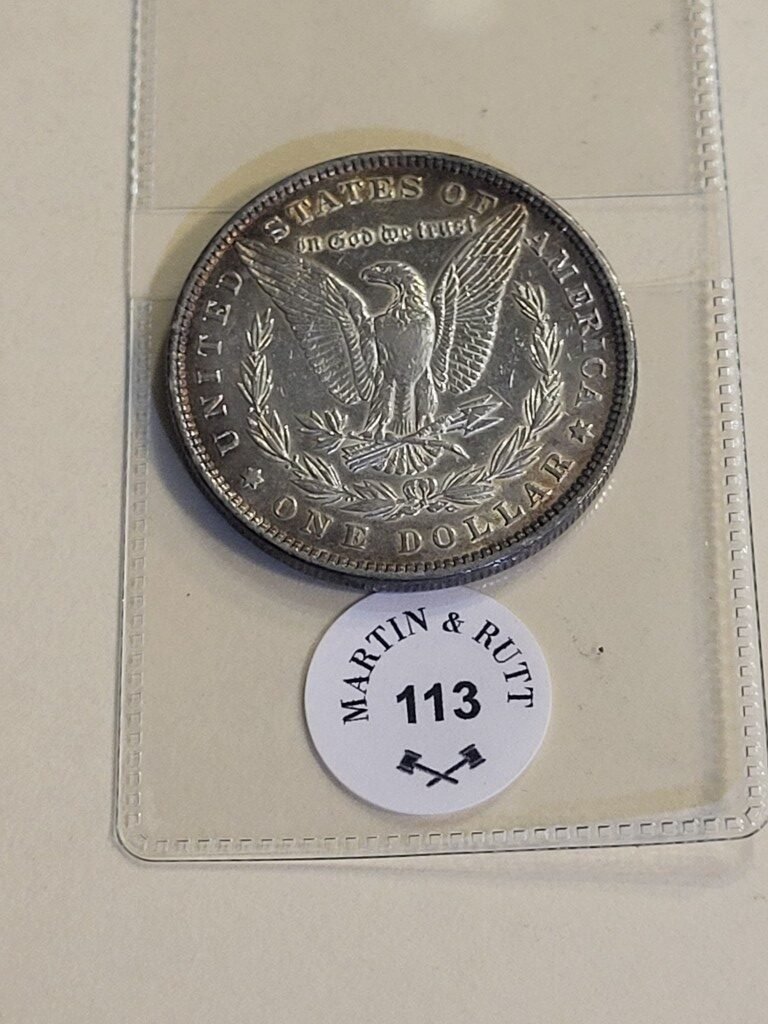 UNITED STATES OF AMERICA
In God we trust
ONE DOLLAR
MARTIN & RUTT
113